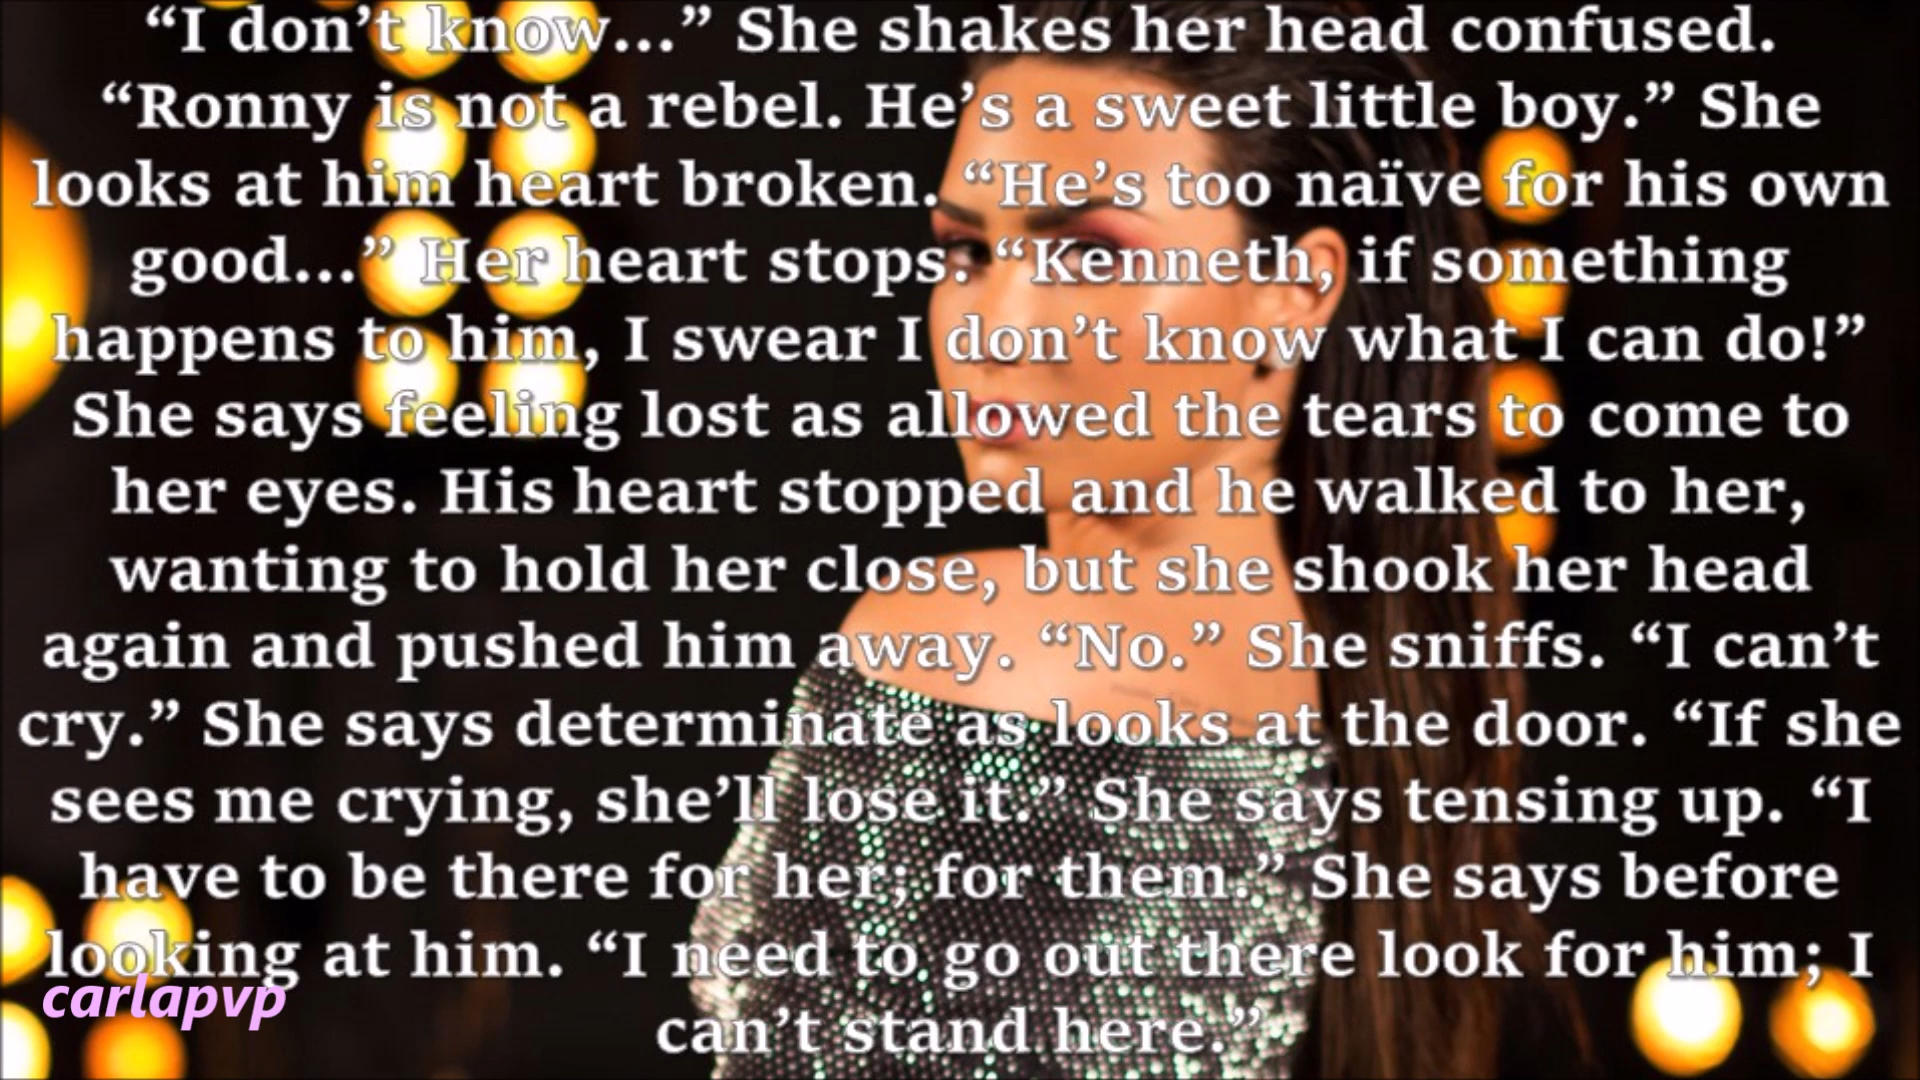 “I don’t know...” She shakes her head confused.
“Ronny is not a rebel. He’s a sweet little boy.” She
looks at him heart broken. “He’s too naïve for his own
good...” Her heart stops. “Kenneth, if something
happens to him, I swear I don’t know what I can do!”
She says feeling lost as allowed the tears to come to
her eyes. His heart stopped and he walked to her,
wanting to hold her close, but she shook her head
again and pushed him away. “No.” She sniffs. “I can’t
cry.” She says determinate as looks at the door. “If she
sees me crying, she’ll lose it.” She says tensing up. “I
have to be there for her; for them.” She says before
looking at him. “I need to go out there look for him; I
can’t stand here.”
carlapvp